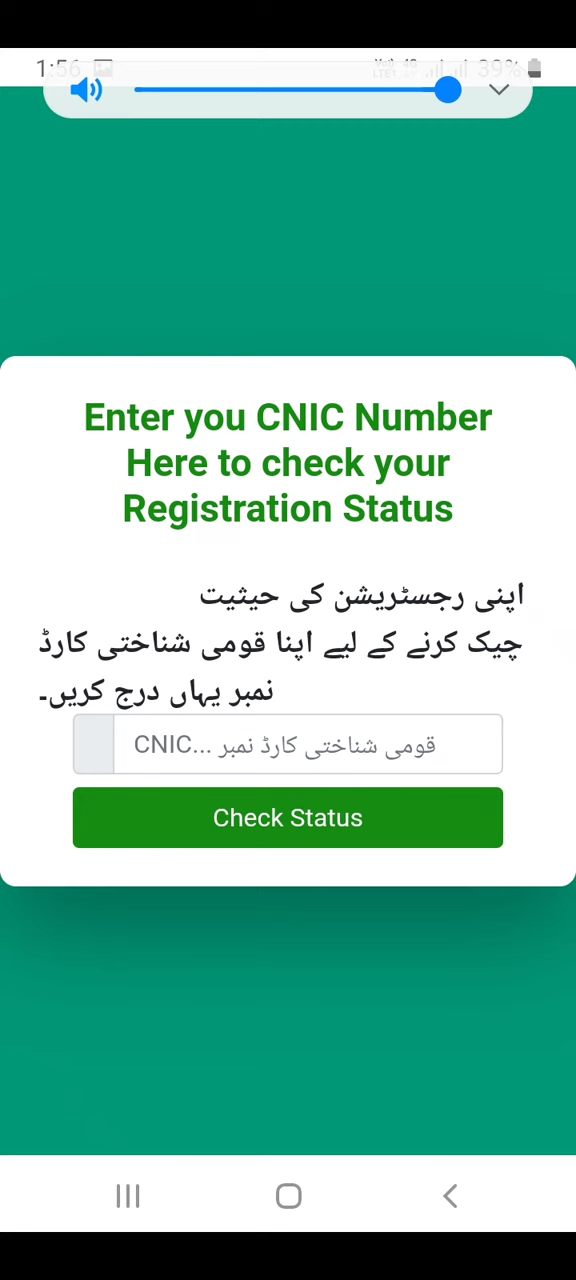 1:56 39%
Enter you CNIC Number
Here to check your
Registration Status
اپنی رجسٹریشن کی حیثیت
چیک کرنے کے لیے اپنا قومی شناختی کارڈ
نمبر یہاں درج کریں۔
CNIC... قومی شناختی کارڈ نمبر
Check Status